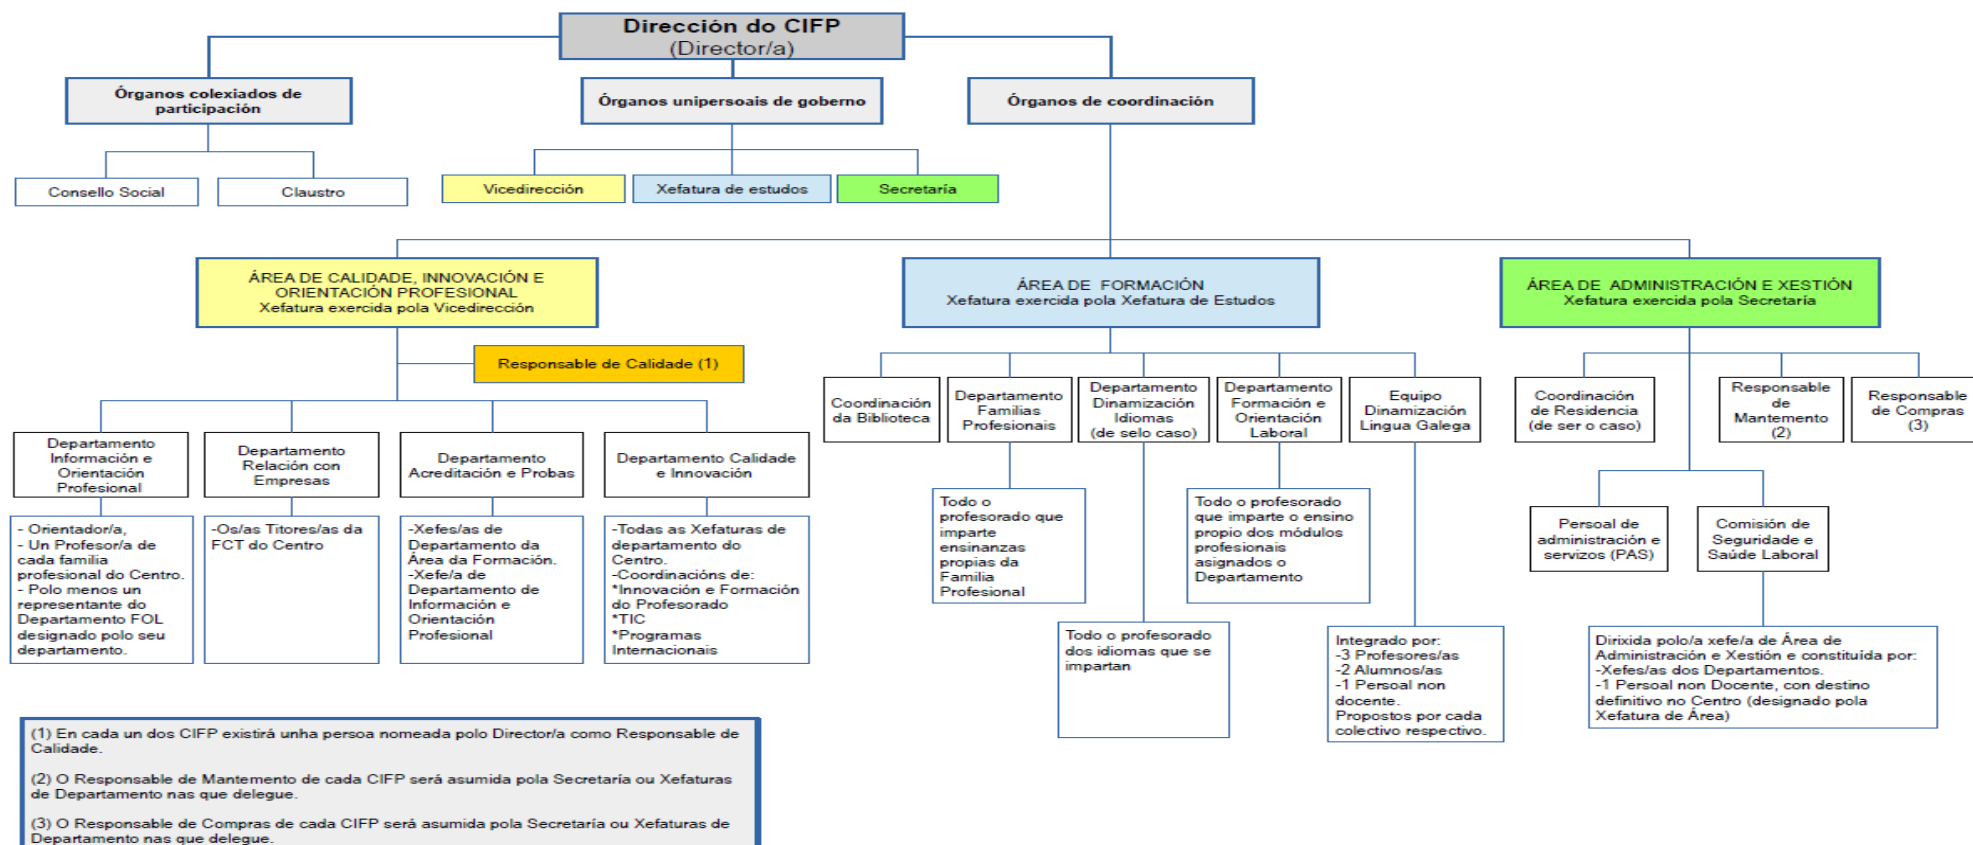 Dirección do CIFP
(Director/a)
Órganos colexiados de
participación
Órganos unipersoais de goberno
Órganos de coordinación
Consello Social
Claustro
Vicedirección
Xefatura de estudos
Secretaría
ÁREA DE CALIDADE, INNOVACIÓN E
ORIENTACIÓN PROFESIONAL
Xefatura exercida pola Vicedirección
ÁREA DE FORMACIÓN
Xefatura exercida pola Xefatura de Estudos
ÁREA DE ADMINISTRACIÓN E XESTIÓN
Xefatura exercida pola Secretaría
Responsable de Calidade (1)
Departamento
Información e
Orientación
Profesional
Departamento
Relación con
Empresas
Departamento
Acreditación e Probas
Departamento Calidade
e Innovación
Coordinación
da Biblioteca
Departamento
Familias
Profesionais
Departamento
Dinamización
Idiomas
(de selo caso)
Departamento
Formación e
Orientación
Laboral
Equipo
Dinamización
Lingua Galega
Coordinación
de Residencia
(de ser o caso)
Responsable
de
Mantemento
(2)
Responsable
de Compras
(3)
- Orientador/a,
- Un Profesor/a de
cada familia
profesional do Centro.
- Polo menos un
representante do
Departamento FOL
designado polo seu
departamento.
-Os/as Titores/as da
FCT do Centro
-Xefes/as de
Departamento da
Área da Formación.
-Xefe/a de
Departamento de
Información e
Orientación
Profesional
-Todas as Xefaturas de
departamento do
Centro.
-Coordinacións de:
*Innovación e Formación
do Profesorado
*TIC
*Programas
Internacionais
Todo o
profesorado que
imparte
ensinanzas
propias da
Familia
Profesional
Todo o profesorado
dos idiomas que se
impartan
Todo o profesorado
que imparte o ensino
propio dos módulos
profesionais
asignados o
Departamento
Integrado por:
-3 Profesores/as
-2 Alumnos/as
-1 Persoal non
docente.
Propostos por cada
colectivo respectivo.
Persoal de
administración e
servizos (PAS)
Comisión de
Seguridade e
Saúde Laboral
Dirixida polo/a xefe/a de Área de
Administración e Xestión e constituída por:
-Xefes/as dos Departamentos.
-1 Persoal non Docente, con destino
definitivo no Centro (designado pola
Xefatura de Área)
(1) En cada un dos CIFP existirá unha persoa nomeada polo Director/a como Responsable de
Calidade.
(2) O Responsable de Mantemento de cada CIFP será asumida pola Secretaría ou Xefaturas
de Departamento nas que delegue.
(3) O Responsable de Compras de cada CIFP será asumida pola Secretaría ou Xefaturas de
Departamento nas que delegue.